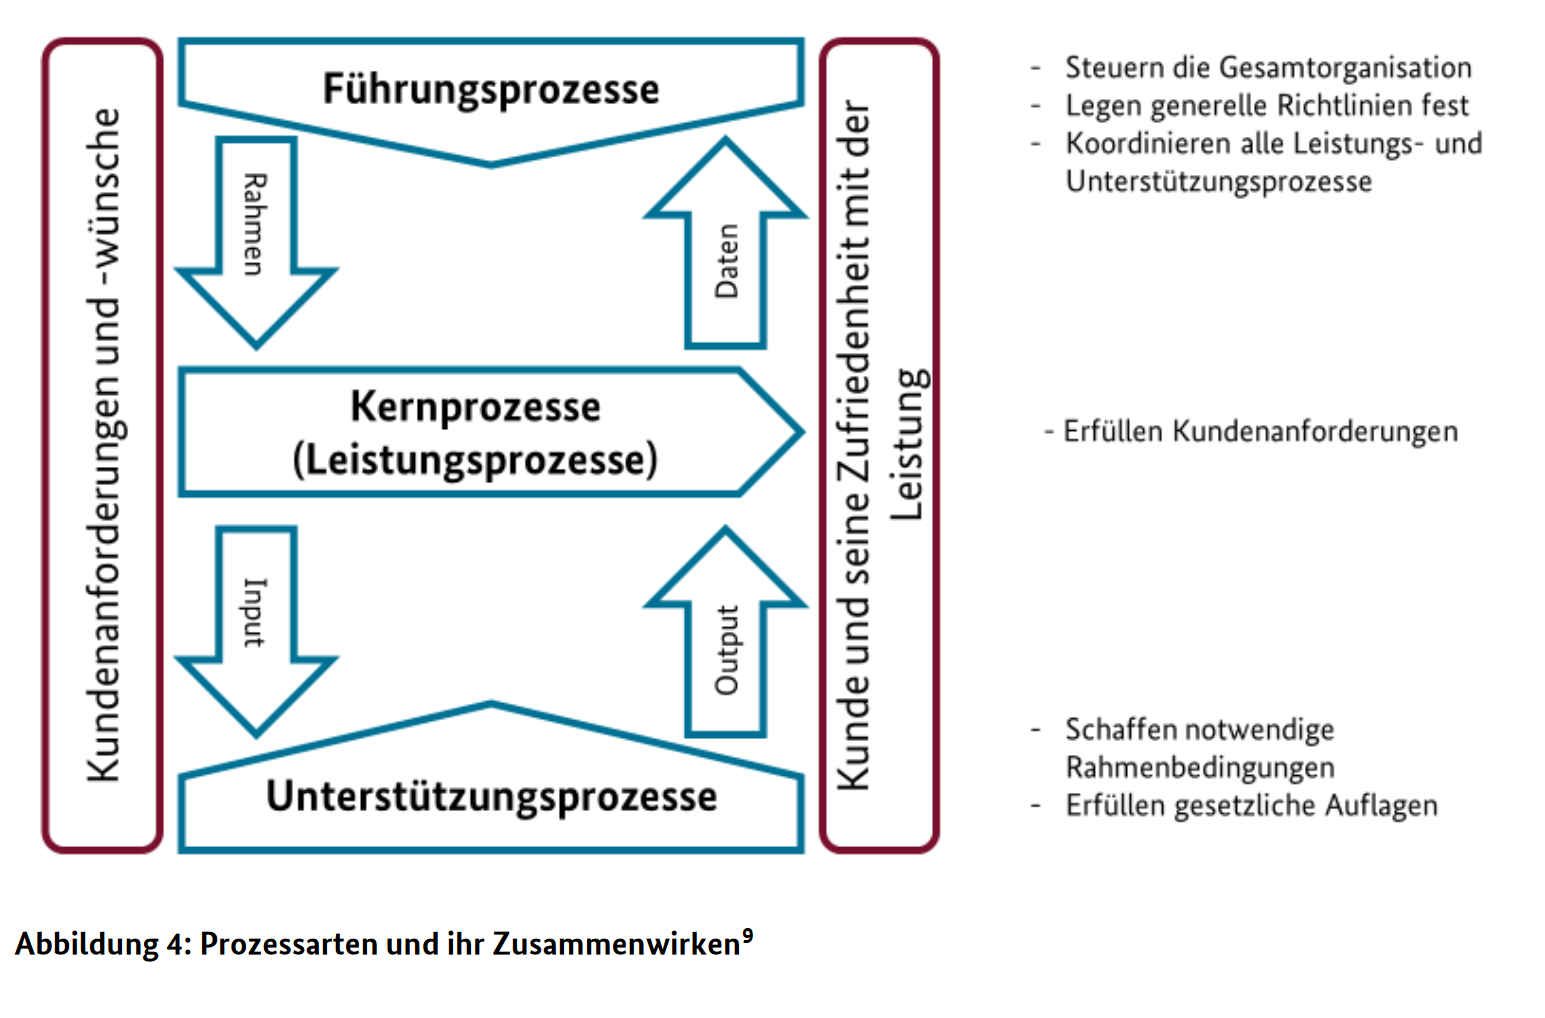 Kundenanforderungen und -wünsche
Führungsprozesse
Rahmen
Daten
Kernprozesse
(Leistungsprozesse)
Input
Output
Unterstützungsprozesse
Kunde und seine Zufriedenheit mit der
Leistung
- Steuern die Gesamtorganisation
- Legen generelle Richtlinien fest
- Koordinieren alle Leistungs- und
Unterstützungsprozesse
- Erfüllen Kundenanforderungen
- Schaffen notwendige
Rahmenbedingungen
- Erfüllen gesetzliche Auflagen
Abbildung 4: Prozessarten und ihr Zusammenwirken⁹